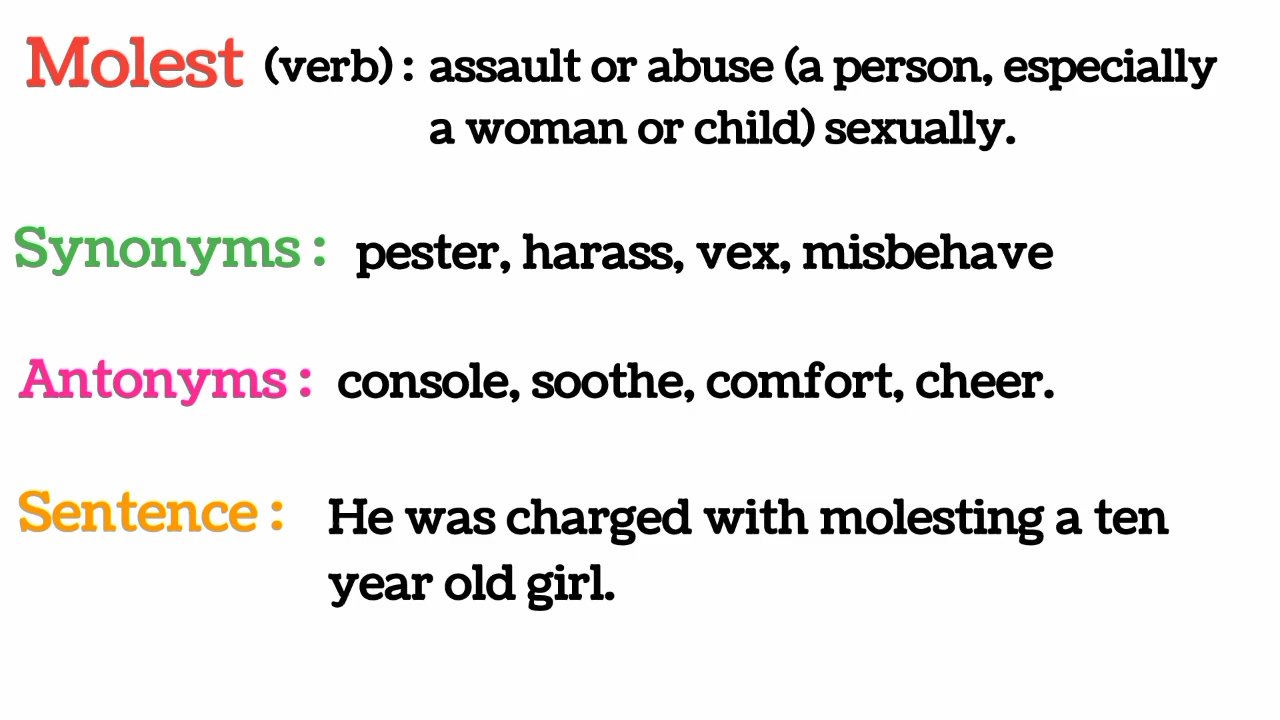 Molest (verb) : assault or abuse (a person, especially
a woman or child) sexually.
Synonyms : pester, harass, vex, misbehave
Antonyms : console, soothe, comfort, cheer.
Sentence : He was charged with molesting a ten
year old girl.